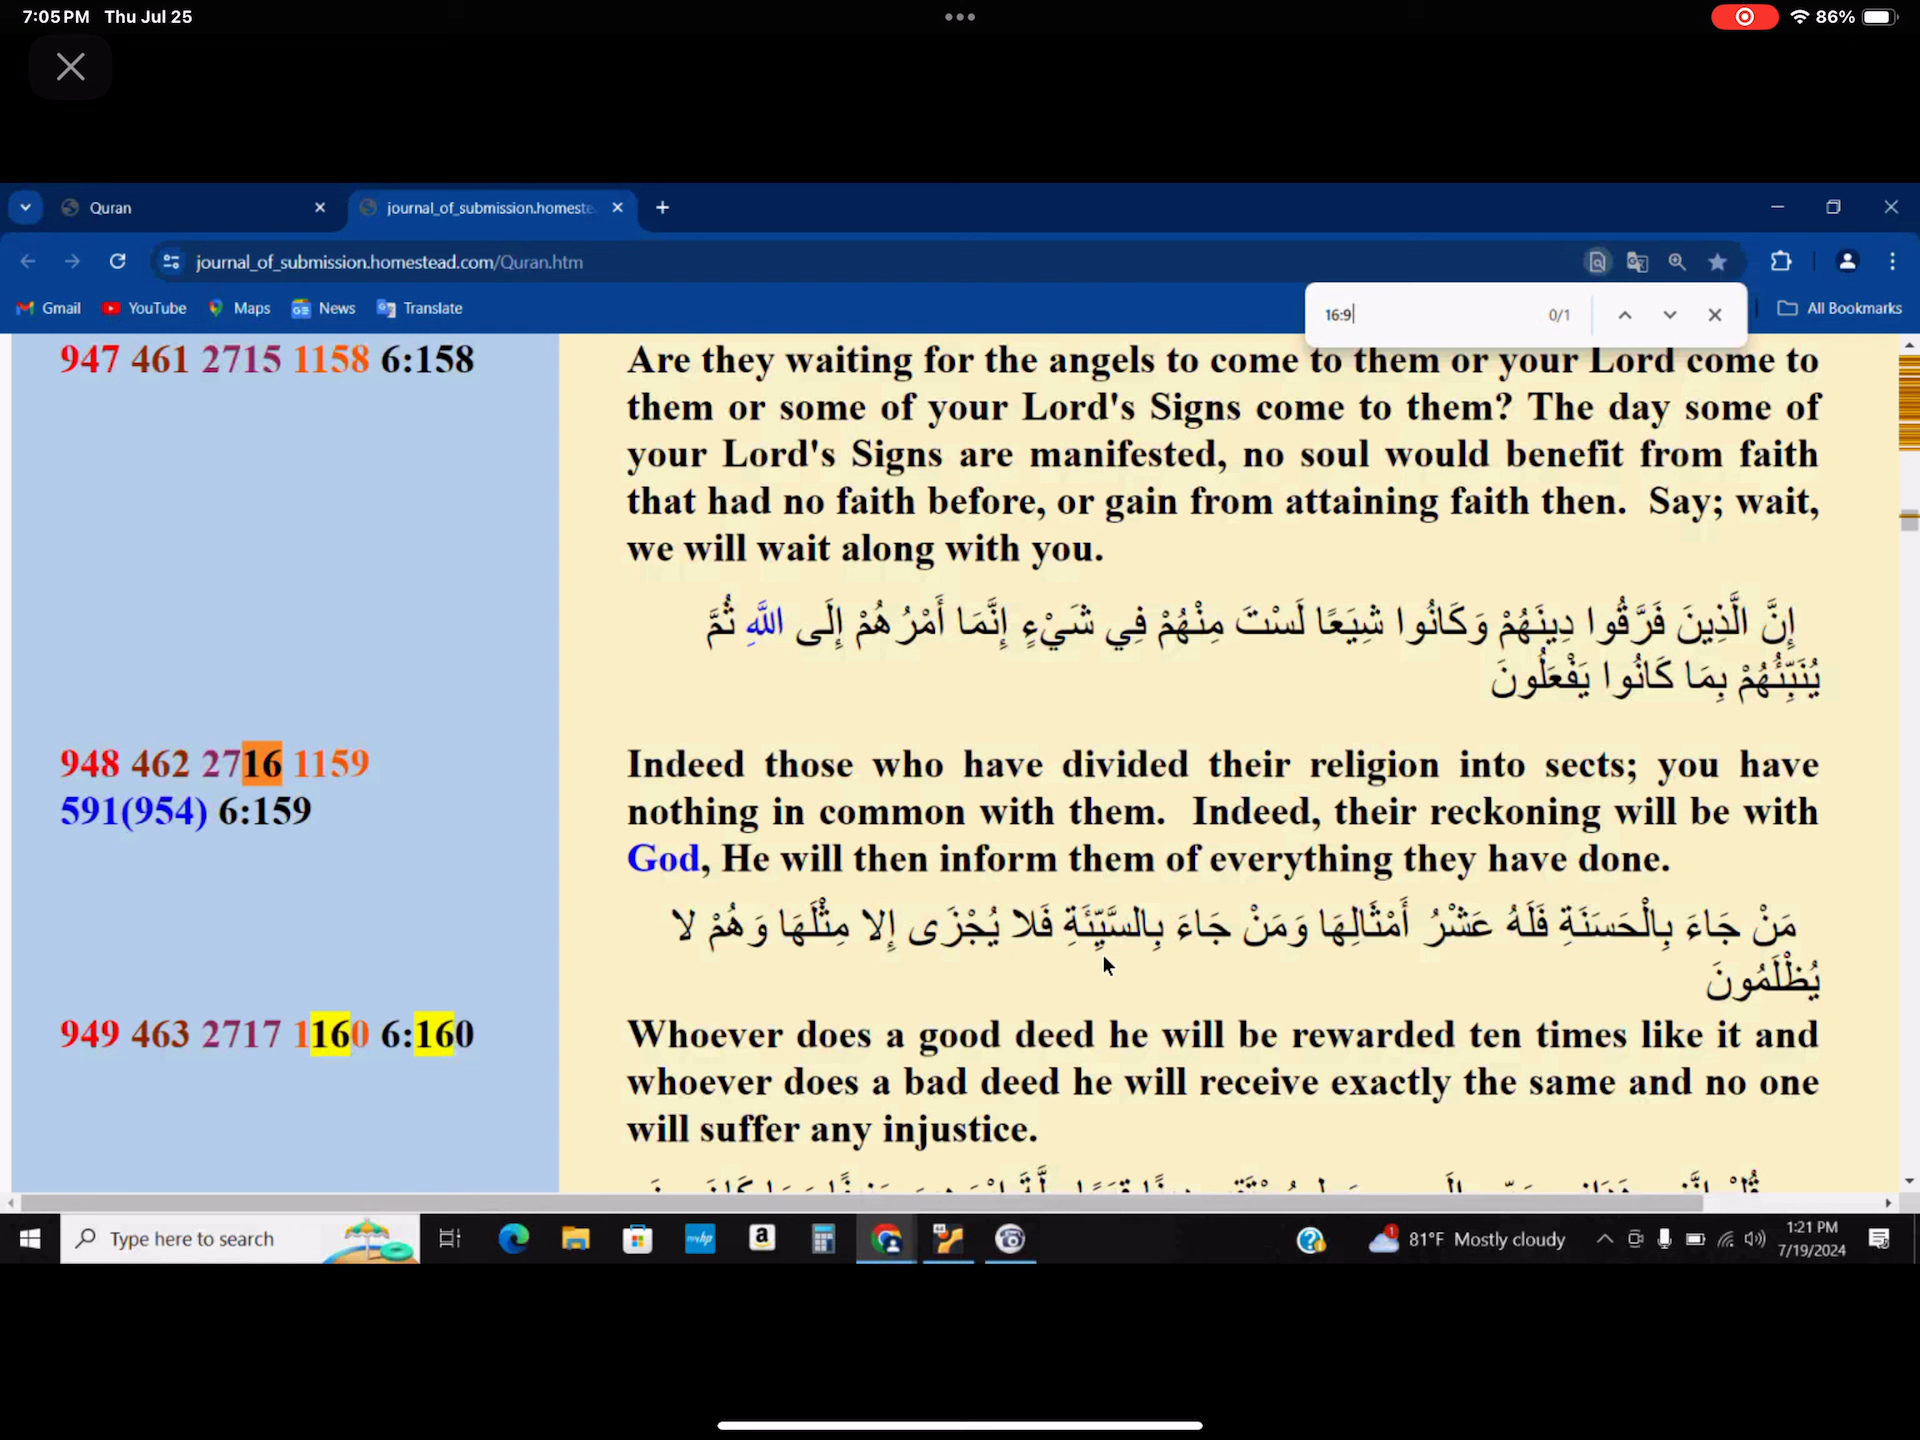 7:05 PM Thu Jul 25
86%
Quran
journal_of_submission.homeste
journal_of_submission.homestead.com/Quran.htm
Gmail YouTube Maps News Translate
All Bookmarks
16:9 0/1
947 461 2715 1158 6:158
Are they waiting for the angels to come to them or your Lord come to
them or some of your Lord's Signs come to them? The day some of
your Lord's Signs are manifested, no soul would benefit from faith
that had no faith before, or gain from attaining faith then. Say; wait,
we will wait along with you.
إِنَّ الَّذِينَ فَرَّقُوا دِينَهُمْ وَكَانُوا شِيَعًا لَسْتَ مِنْهُمْ فِي شَيْءٍ إِنَّمَا أَمْرُهُمْ إِلَى اللَّهِ ثُمَّ
يُنَبِّئُهُمْ بِمَا كَانُوا يَفْعَلُونَ
948 462 2716 1159
591(954) 6:159
Indeed those who have divided their religion into sects; you have
nothing in common with them. Indeed, their reckoning will be with
God, He will then inform them of everything they have done.
مَنْ جَاءَ بِالْحَسَنَةِ فَلَهُ عَشْرُ أَمْثَالِهَا وَمَنْ جَاءَ بِالسَّيِّئَةِ فَلا يُجْزَى إِلا مِثْلَهَا وَهُمْ لا
يُظْلَمُونَ
949 463 2717 1160 6:160
Whoever does a good deed he will be rewarded ten times like it and
whoever does a bad deed he will receive exactly the same and no one
will suffer any injustice.
Type here to search
myhp
a
81°F Mostly cloudy
1:21 PM
7/19/2024